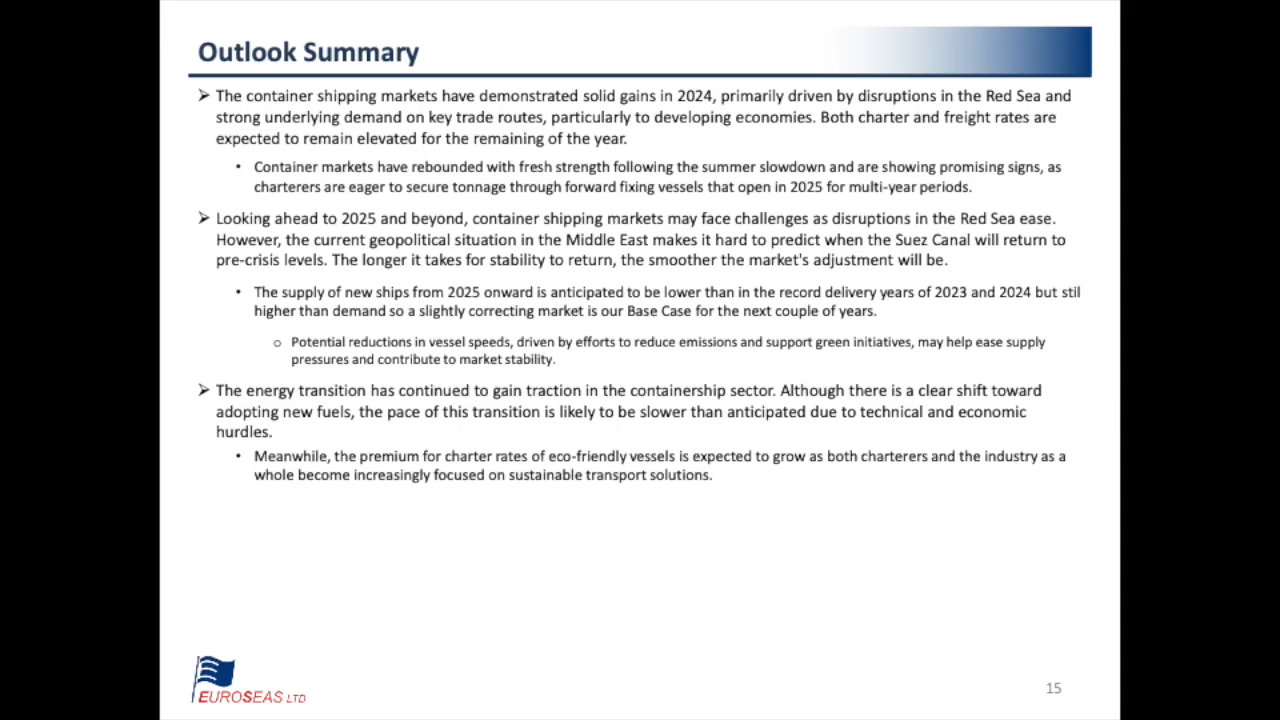 Outlook Summary
➢ The container shipping markets have demonstrated solid gains in 2024, primarily driven by disruptions in the Red Sea and
strong underlying demand on key trade routes, particularly to developing economies. Both charter and freight rates are
expected to remain elevated for the remaining of the year.
• Container markets have rebounded with fresh strength following the summer slowdown and are showing promising signs, as
charterers are eager to secure tonnage through forward fixing vessels that open in 2025 for multi-year periods.
➢ Looking ahead to 2025 and beyond, container shipping markets may face challenges as disruptions in the Red Sea ease.
However, the current geopolitical situation in the Middle East makes it hard to predict when the Suez Canal will return to
pre-crisis levels. The longer it takes for stability to return, the smoother the market's adjustment will be.
• The supply of new ships from 2025 onward is anticipated to be lower than in the record delivery years of 2023 and 2024 but still
higher than demand so a slightly correcting market is our Base Case for the next couple of years.
o Potential reductions in vessel speeds, driven by efforts to reduce emissions and support green initiatives, may help ease supply
pressures and contribute to market stability.
➢ The energy transition has continued to gain traction in the containership sector. Although there is a clear shift toward
adopting new fuels, the pace of this transition is likely to be slower than anticipated due to technical and economic
hurdles.
• Meanwhile, the premium for charter rates of eco-friendly vessels is expected to grow as both charterers and the industry as a
whole become increasingly focused on sustainable transport solutions.
EUROSEAS LTD
15